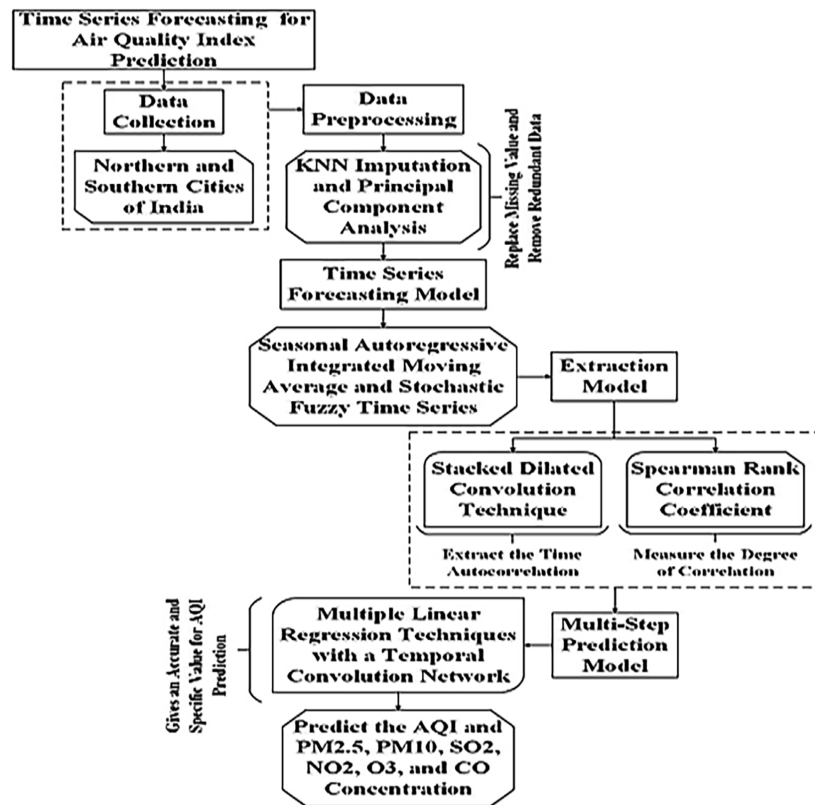 Time Series Forecasting for
Air Quality Index
Prediction
Data
Collection
Northern and
Southern Cities
of India
Data
Preprocessing
KNN Imputation
and Principal
Component
Analysis
Replace Missing Value and
Remove Redundant Data
Time Series
Forecasting Model
Seasonal Autoregressive
Integrated Moving
Average and Stochastic
Fuzzy Time Series
Extraction
Model
Stacked Dilated
Convolution
Technique
Extract the Time
Autocorrelation
Spearman Rank
Correlation
Coefficient
Measure the Degree
of Correlation
Multi-Step
Prediction
Model
Multiple Linear
Regression Techniques
with a Temporal
Convolution Network
Gives an Accurate and
Specific Value for AQI
Prediction
Predict the AQI and
PM2.5, PM10, SO2,
NO2, O3, and CO
Concentration